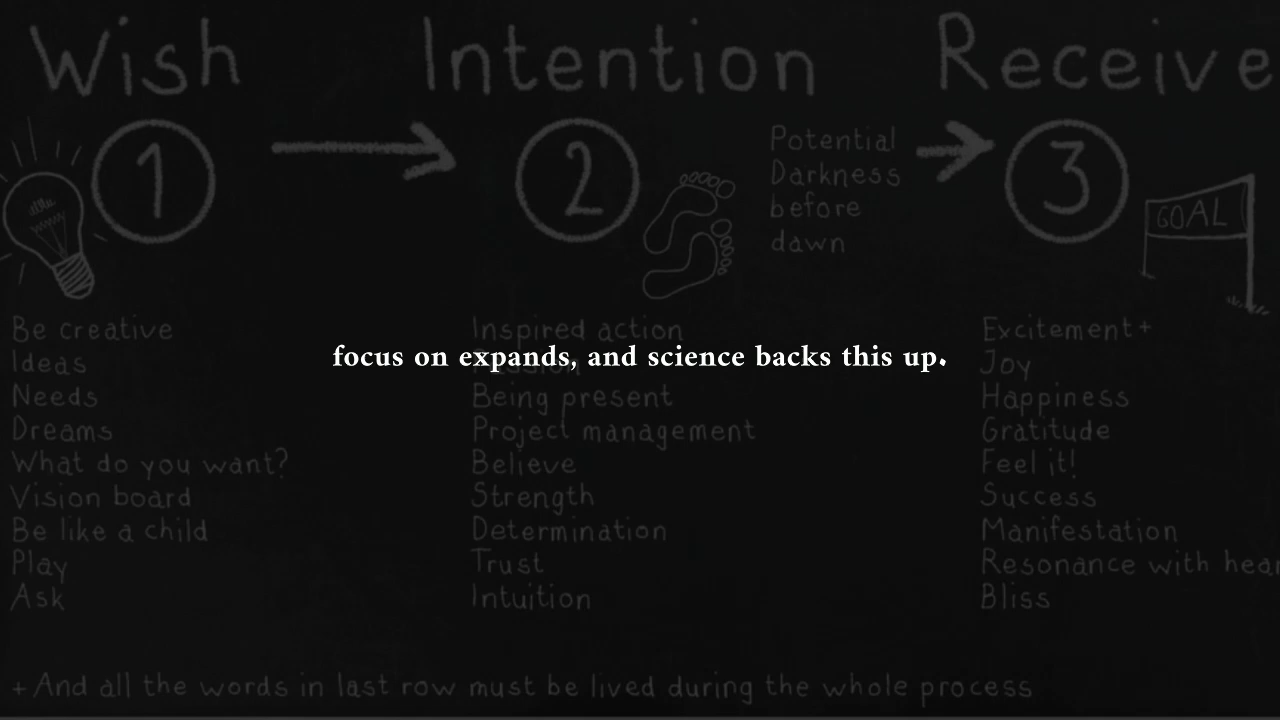 Wish
Intention
Receive
1
2
3
Potential
Darkness
before
dawn
GOAL
Be creative
Ideas
Needs
Dreams
What do you want?
Vision board
Be like a child
Play
Ask
Inspired action
focus on expands, and science backs this up.
Being present
Project management
Believe
Strength
Determination
Trust
Intuition
Excitement+
Joy
Happiness
Gratitude
Feel it!
Success
Manifestation
Resonance with
Bliss
+ And all the words in last row must be lived during the whole process